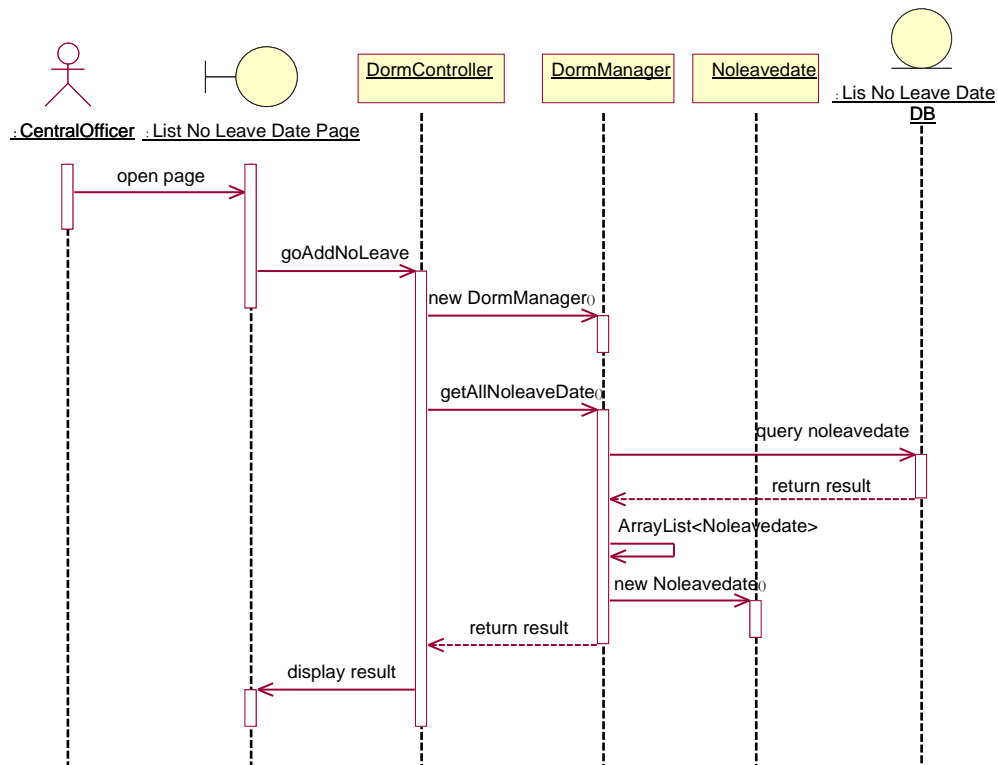 DormController
DormManager
Noleavedate
: Lis No Leave Date
DB
: CentralOfficer
: List No Leave Date Page
open page
goAddNoLeave
new DormManager()
getAllNoleaveDate()
query noleavedate
return result
ArrayList<Noleavedate>
new Noleavedate()
return result
display result